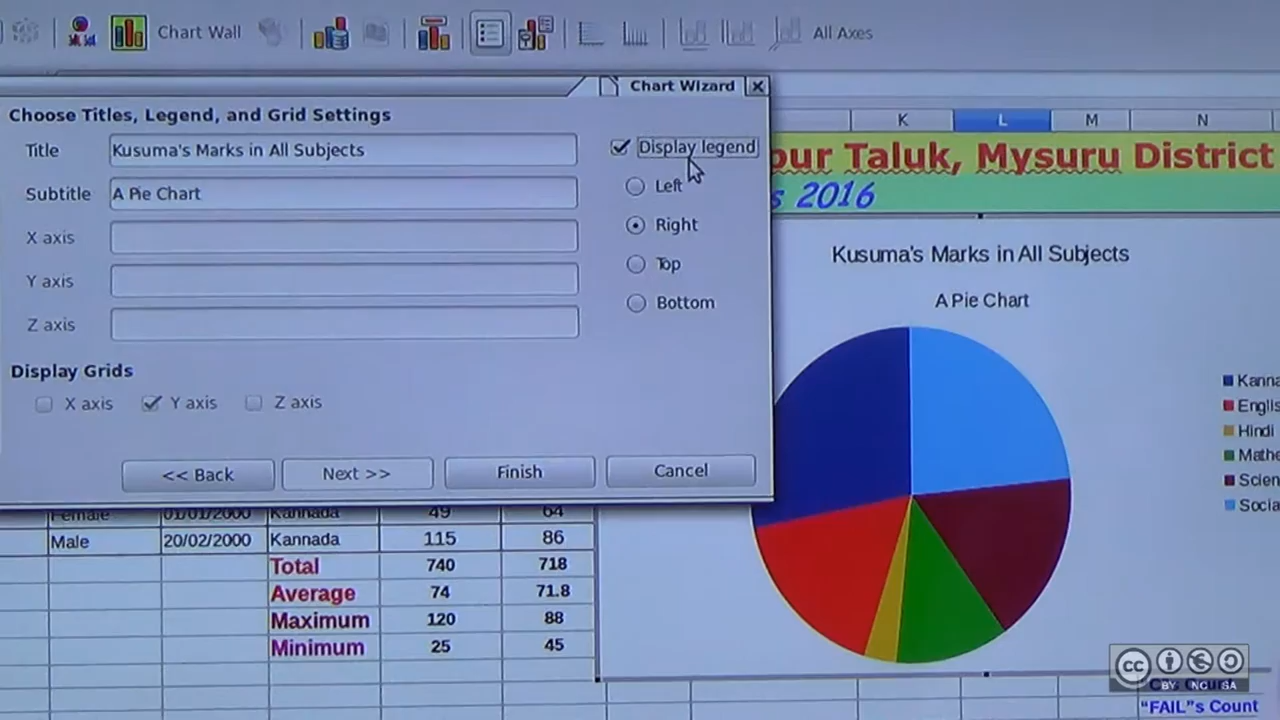 Chart Wall
All Axes
Chart Wizard
Choose Titles, Legend, and Grid Settings
Title
Kusuma's Marks in All Subjects
Display legend
Subtitle
A Pie Chart
Left
X axis
Right
Y axis
Top
Z axis
Bottom
Display Grids
X axis
Y axis
Z axis
<< Back
Next >>
Finish
Cancel
K
L
M
N
our Taluk, Mysuru District
s 2016
Kusuma's Marks in All Subjects
A Pie Chart
Kanna
Englis
Hindi
Mathe
Scien
Socia
Female 01/01/2000 Kannada 49 64
Male 20/02/2000 Kannada 115 86
Total 740 718
Average 74 71.8
Maximum 120 88
Minimum 25 45
"FAIL"s Count
cc
BY NC SA